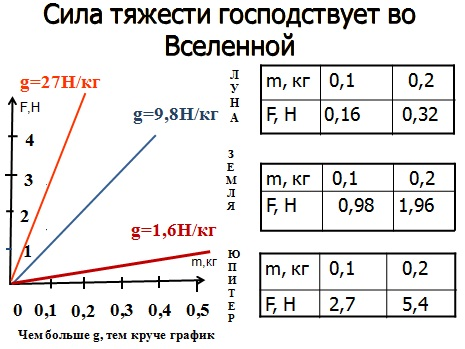 Сила тяжести господствует во
Вселенной
g=27Н/кг
F,Н
g=9,8Н/кг
4
3
2
1
g=1,6Н/кг
m,кг
0 0,1 0,2 0,3 0,4 0,5
Чем больше g, тем круче график
ЛУНА
m, кг 0,1 0,2
F, Н 0,16 0,32
ЗЕМЛЯ
m, кг 0,1 0,2
F, Н 0,98 1,96
ЮПИТЕР
m, кг 0,1 0,2
F, Н 2,7 5,4